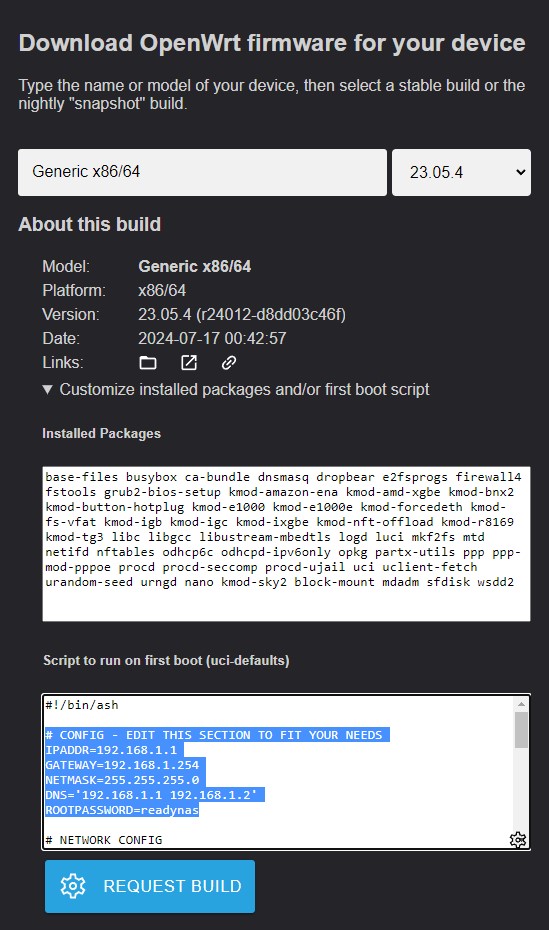 Download OpenWrt firmware for your device
Type the name or model of your device, then select a stable build or the
nightly "snapshot" build.
Generic x86/64
23.05.4
About this build
Model: Generic x86/64
Platform: x86/64
Version: 23.05.4 (r24012-d8dd03c46f)
Date: 2024-07-17 00:42:57
Links:
▼ Customize installed packages and/or first boot script
Installed Packages
base-files busybox ca-bundle dnsmasq dropbear e2fsprogs firewall4
fstools grub2-bios-setup kmod-amazon-ena kmod-amd-xgbe kmod-bnx2
kmod-button-hotplug kmod-e1000 kmod-e1000e kmod-forcedeth kmod-
fs-vfat kmod-igb kmod-igc kmod-ixgbe kmod-nft-offload kmod-r8169
kmod-tg3 libc libgcc libustream-mbedtls logd luci mkf2fs mtd
netifd nftables odhcp6c odhcpd-ipv6only opkg partx-utils ppp ppp-
mod-pppoe procd procd-seccomp procd-ujail uci uclient-fetch
urandom-seed urngd nano kmod-sky2 block-mount mdadm sfdisk wsdd2
Script to run on first boot (uci-defaults)
#!/bin/ash
# CONFIG - EDIT THIS SECTION TO FIT YOUR NEEDS
IPADDR=192.168.1.1
GATEWAY=192.168.1.254
NETMASK=255.255.255.0
DNS='192.168.1.1 192.168.1.2'
ROOTPASSWORD=readynas
# NETWORK CONFIG
REQUEST BUILD